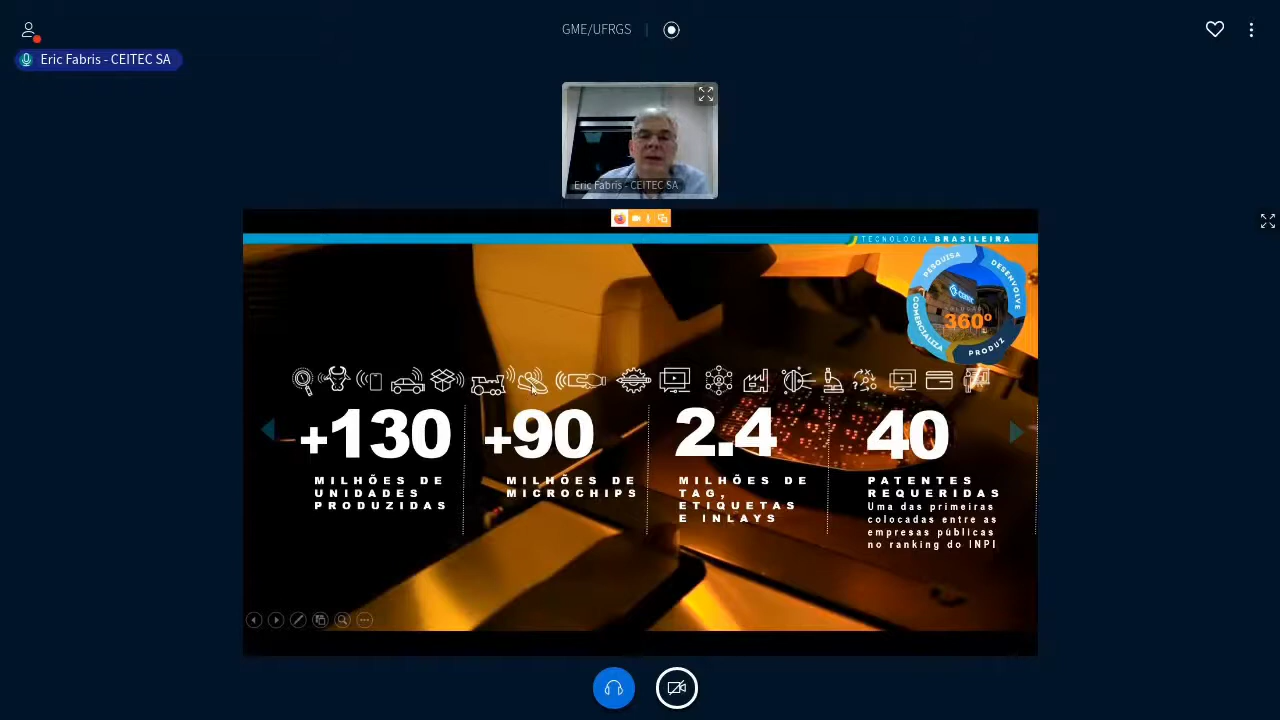 GME/UFRGS
Eric Fabris - CEITEC SA
Eric Fabris - CEITEC SA
TECNOLOGIA BRASILEIRA
PESQUISA
DESENVOLVE
PRODUZ
COMERCIALIZA
CEITEC
360º
+130
MILHÕES DE
UNIDADES
PRODUZIDAS
+90
MILHÕES DE
MICROCHIPS
2.4
MILHÕES DE
TAG,
ETIQUETAS
E INLAYS
40
PATENTES
REQUERIDAS
Uma das primeiras
colocadas entre as
empresas públicas
no ranking do INPI